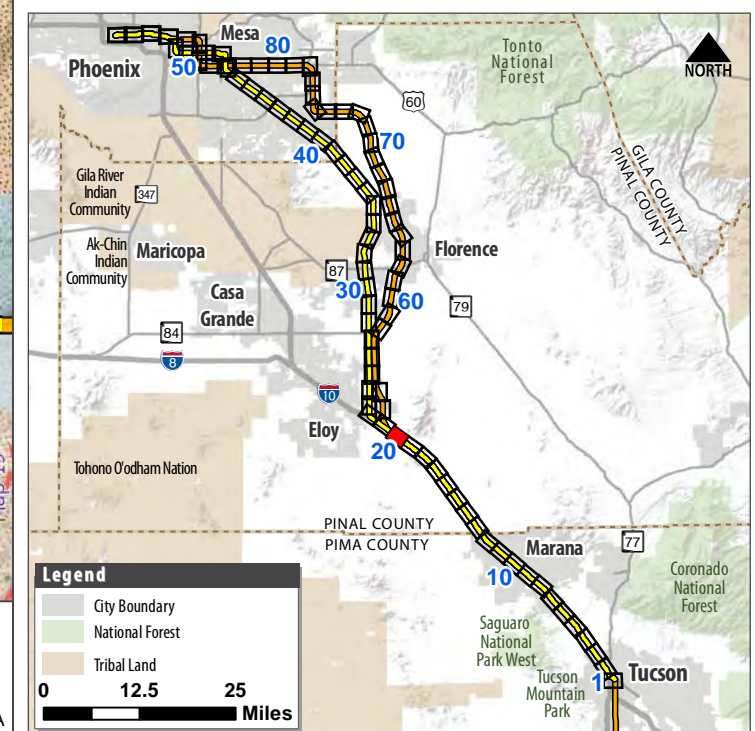 Mesa
80
Tonto
National
Forest
NORTH
Phoenix
50
60
70
40
GILA COUNTY
PINAL COUNTY
Gila River
Indian
Community
347
Ak-Chin
Indian
Community
Maricopa
Florence
87
30
60
Casa
Grande
79
84
8
10
Eloy
20
Tohono O'odham Nation
PINAL COUNTY
PIMA COUNTY
Marana
77
10
Coronado
National
Forest
Saguaro
National
Park West
Tucson
Mountain
Park
1
Tucson
Legend
City Boundary
National Forest
Tribal Land
0 12.5 25
Miles